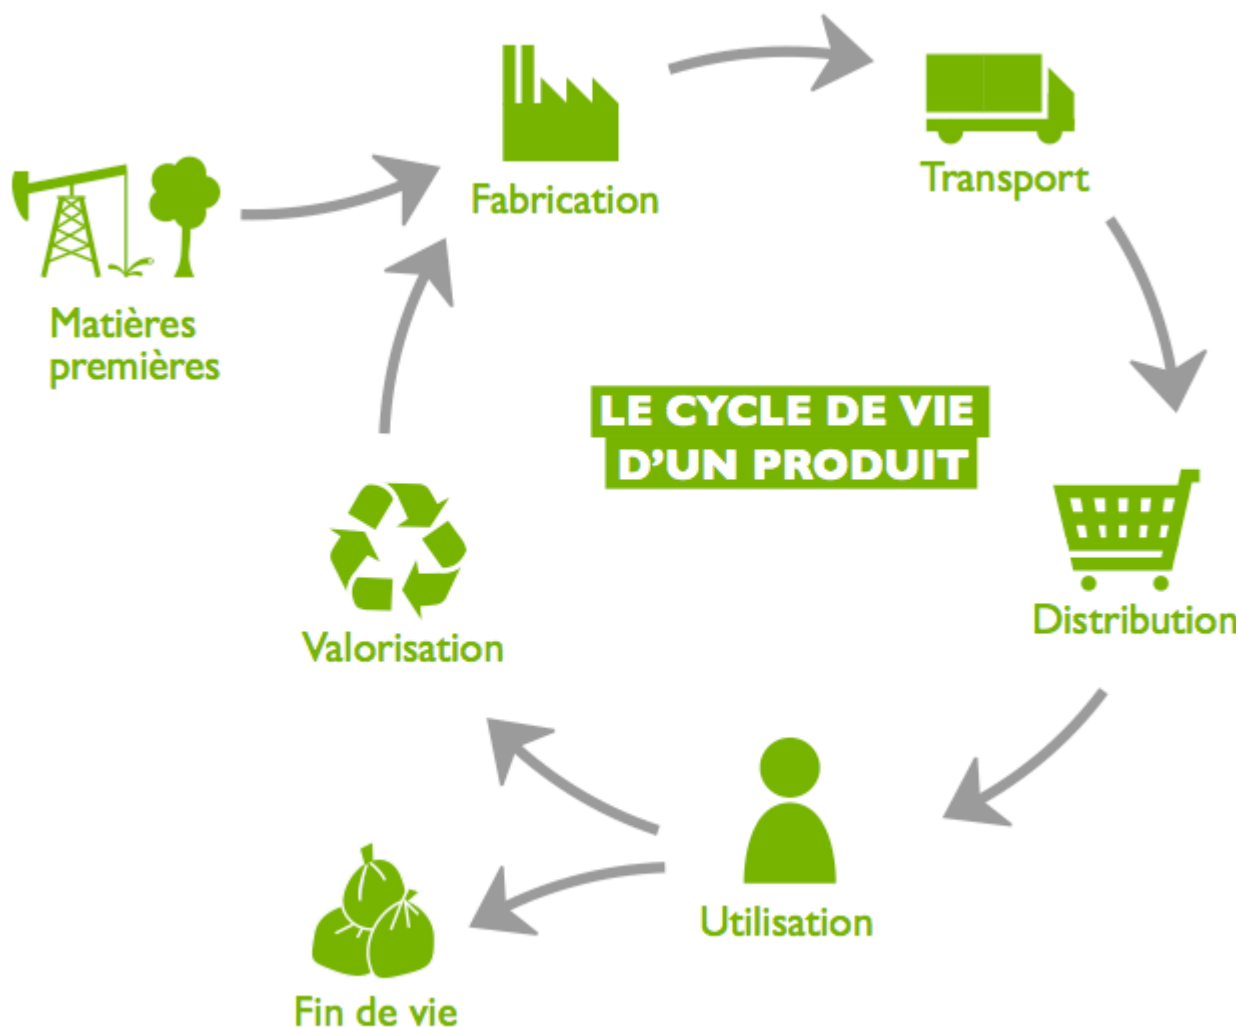 Fabrication
Transport
Matières
premières
LE CYCLE DE VIE
D'UN PRODUIT
Distribution
Valorisation
Utilisation
Fin de vie